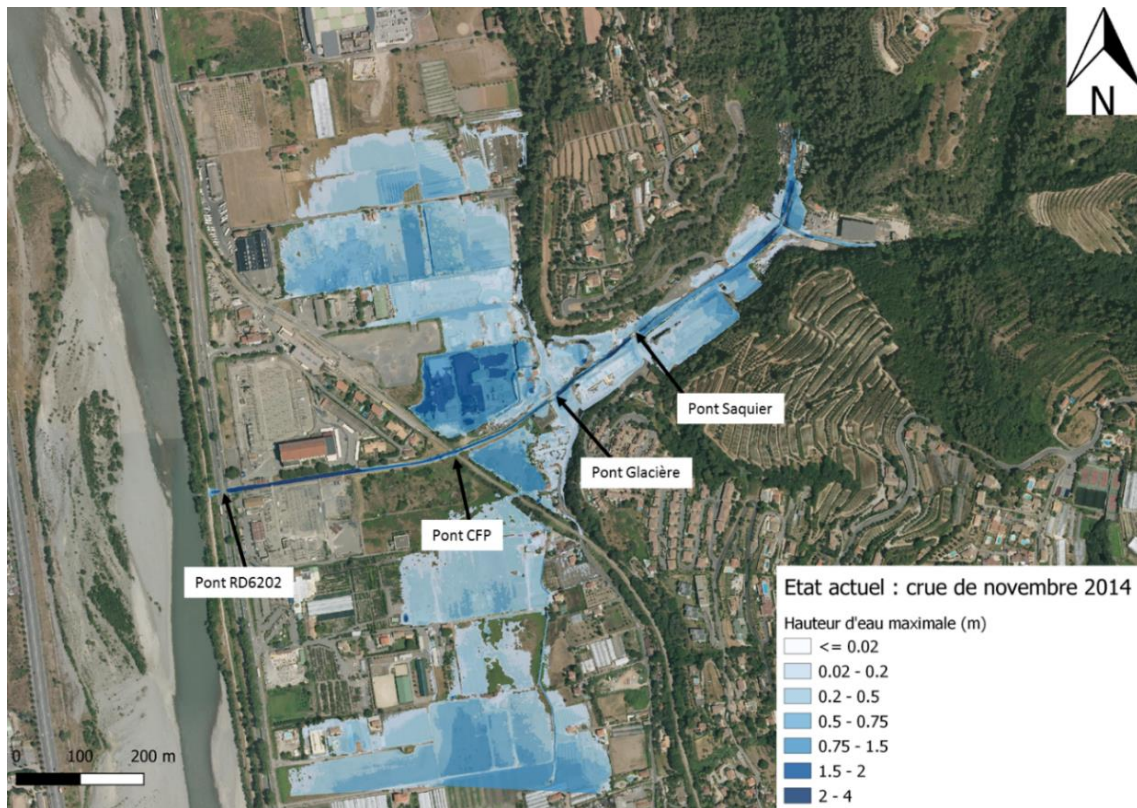 N
Pont Saquier
Pont Glacière
Pont CFP
Pont RD6202
Etat actuel : crue de novembre 2014
Hauteur d'eau maximale (m)
<= 0.02
0.02 - 0.2
0.2 - 0.5
0.5 - 0.75
0.75 - 1.5
1.5 - 2
2 - 4
0 100 200 m